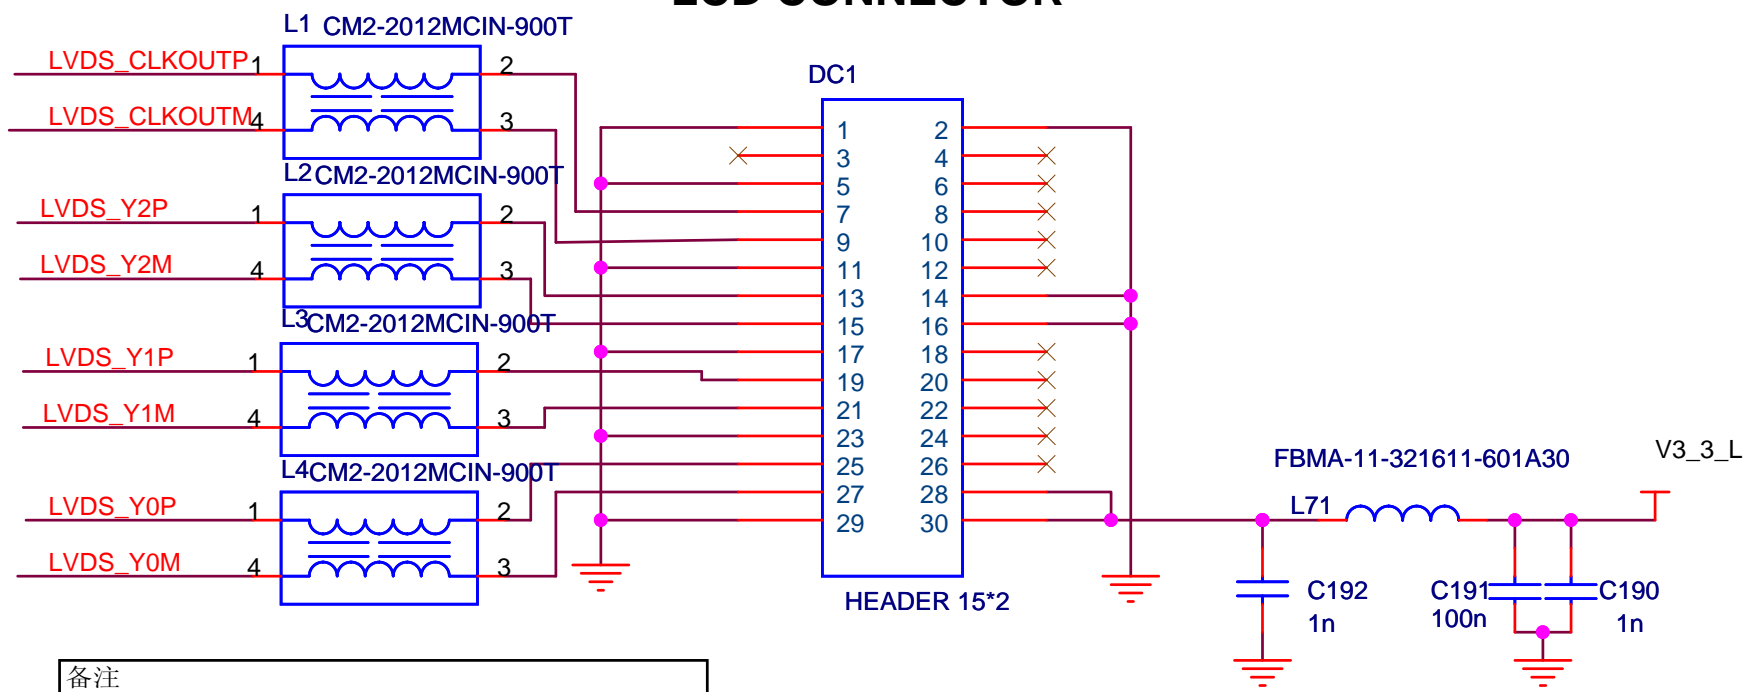 LCD CONNECTOR
L1 CM2-2012MCIN-900T
LVDS_CLKOUTP 1 2
LVDS_CLKOUTM 4 3
L2 CM2-2012MCIN-900T
LVDS_Y2P 1 2
LVDS_Y2M 4 3
L3 CM2-2012MCIN-900T
LVDS_Y1P 1 2
LVDS_Y1M 4 3
L4 CM2-2012MCIN-900T
LVDS_Y0P 1 2
LVDS_Y0M 4 3
DC1
1 2
3 4
5 6
7 8
9 10
11 12
13 14
15 16
17 18
19 20
21 22
23 24
25 26
27 28
29 30
HEADER 15*2
FBMA-11-321611-601A30
V3_3_L
L71
C192
1n
C191
100n
C190
1n
备注